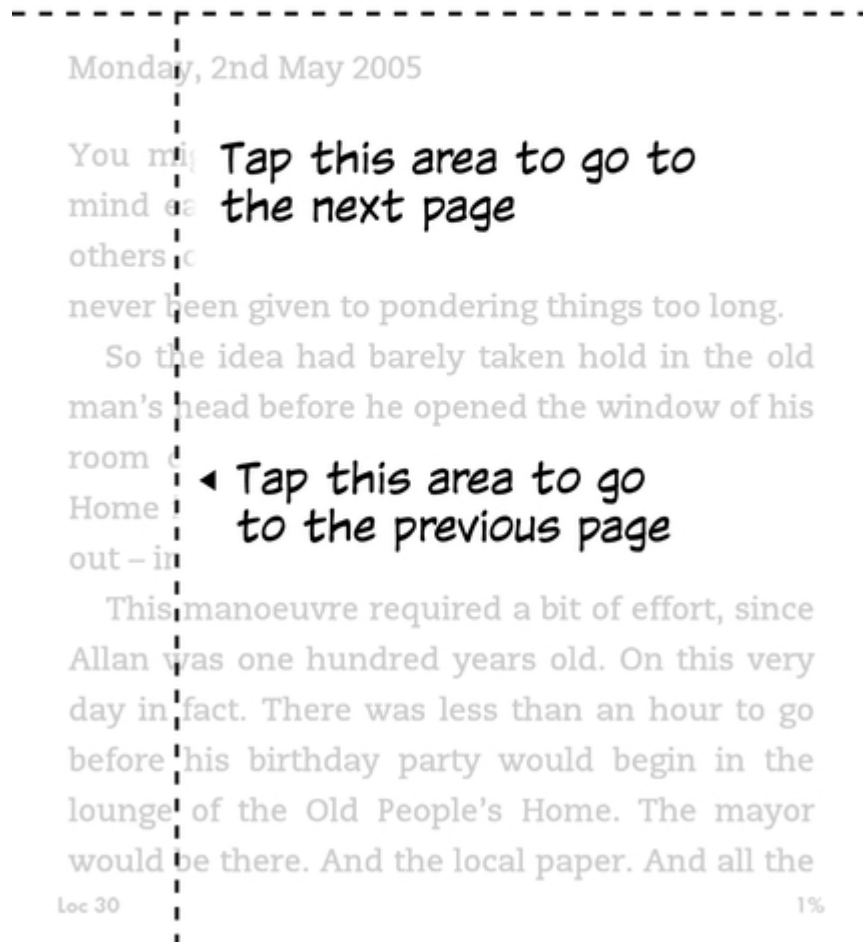 Monday, 2nd May 2005
You
Tap this area to go to
mind
the next page
others
never been given to pondering things too long.
So the idea had barely taken hold in the old
man's head before he opened the window of his
room
Tap this area to go
Home
to the previous page
out – in
This manoeuvre required a bit of effort, since
Allan was one hundred years old. On this very
day in fact. There was less than an hour to go
before his birthday party would begin in the
lounge of the Old People's Home. The mayor
would be there. And the local paper. And all the
Loc 30 1%